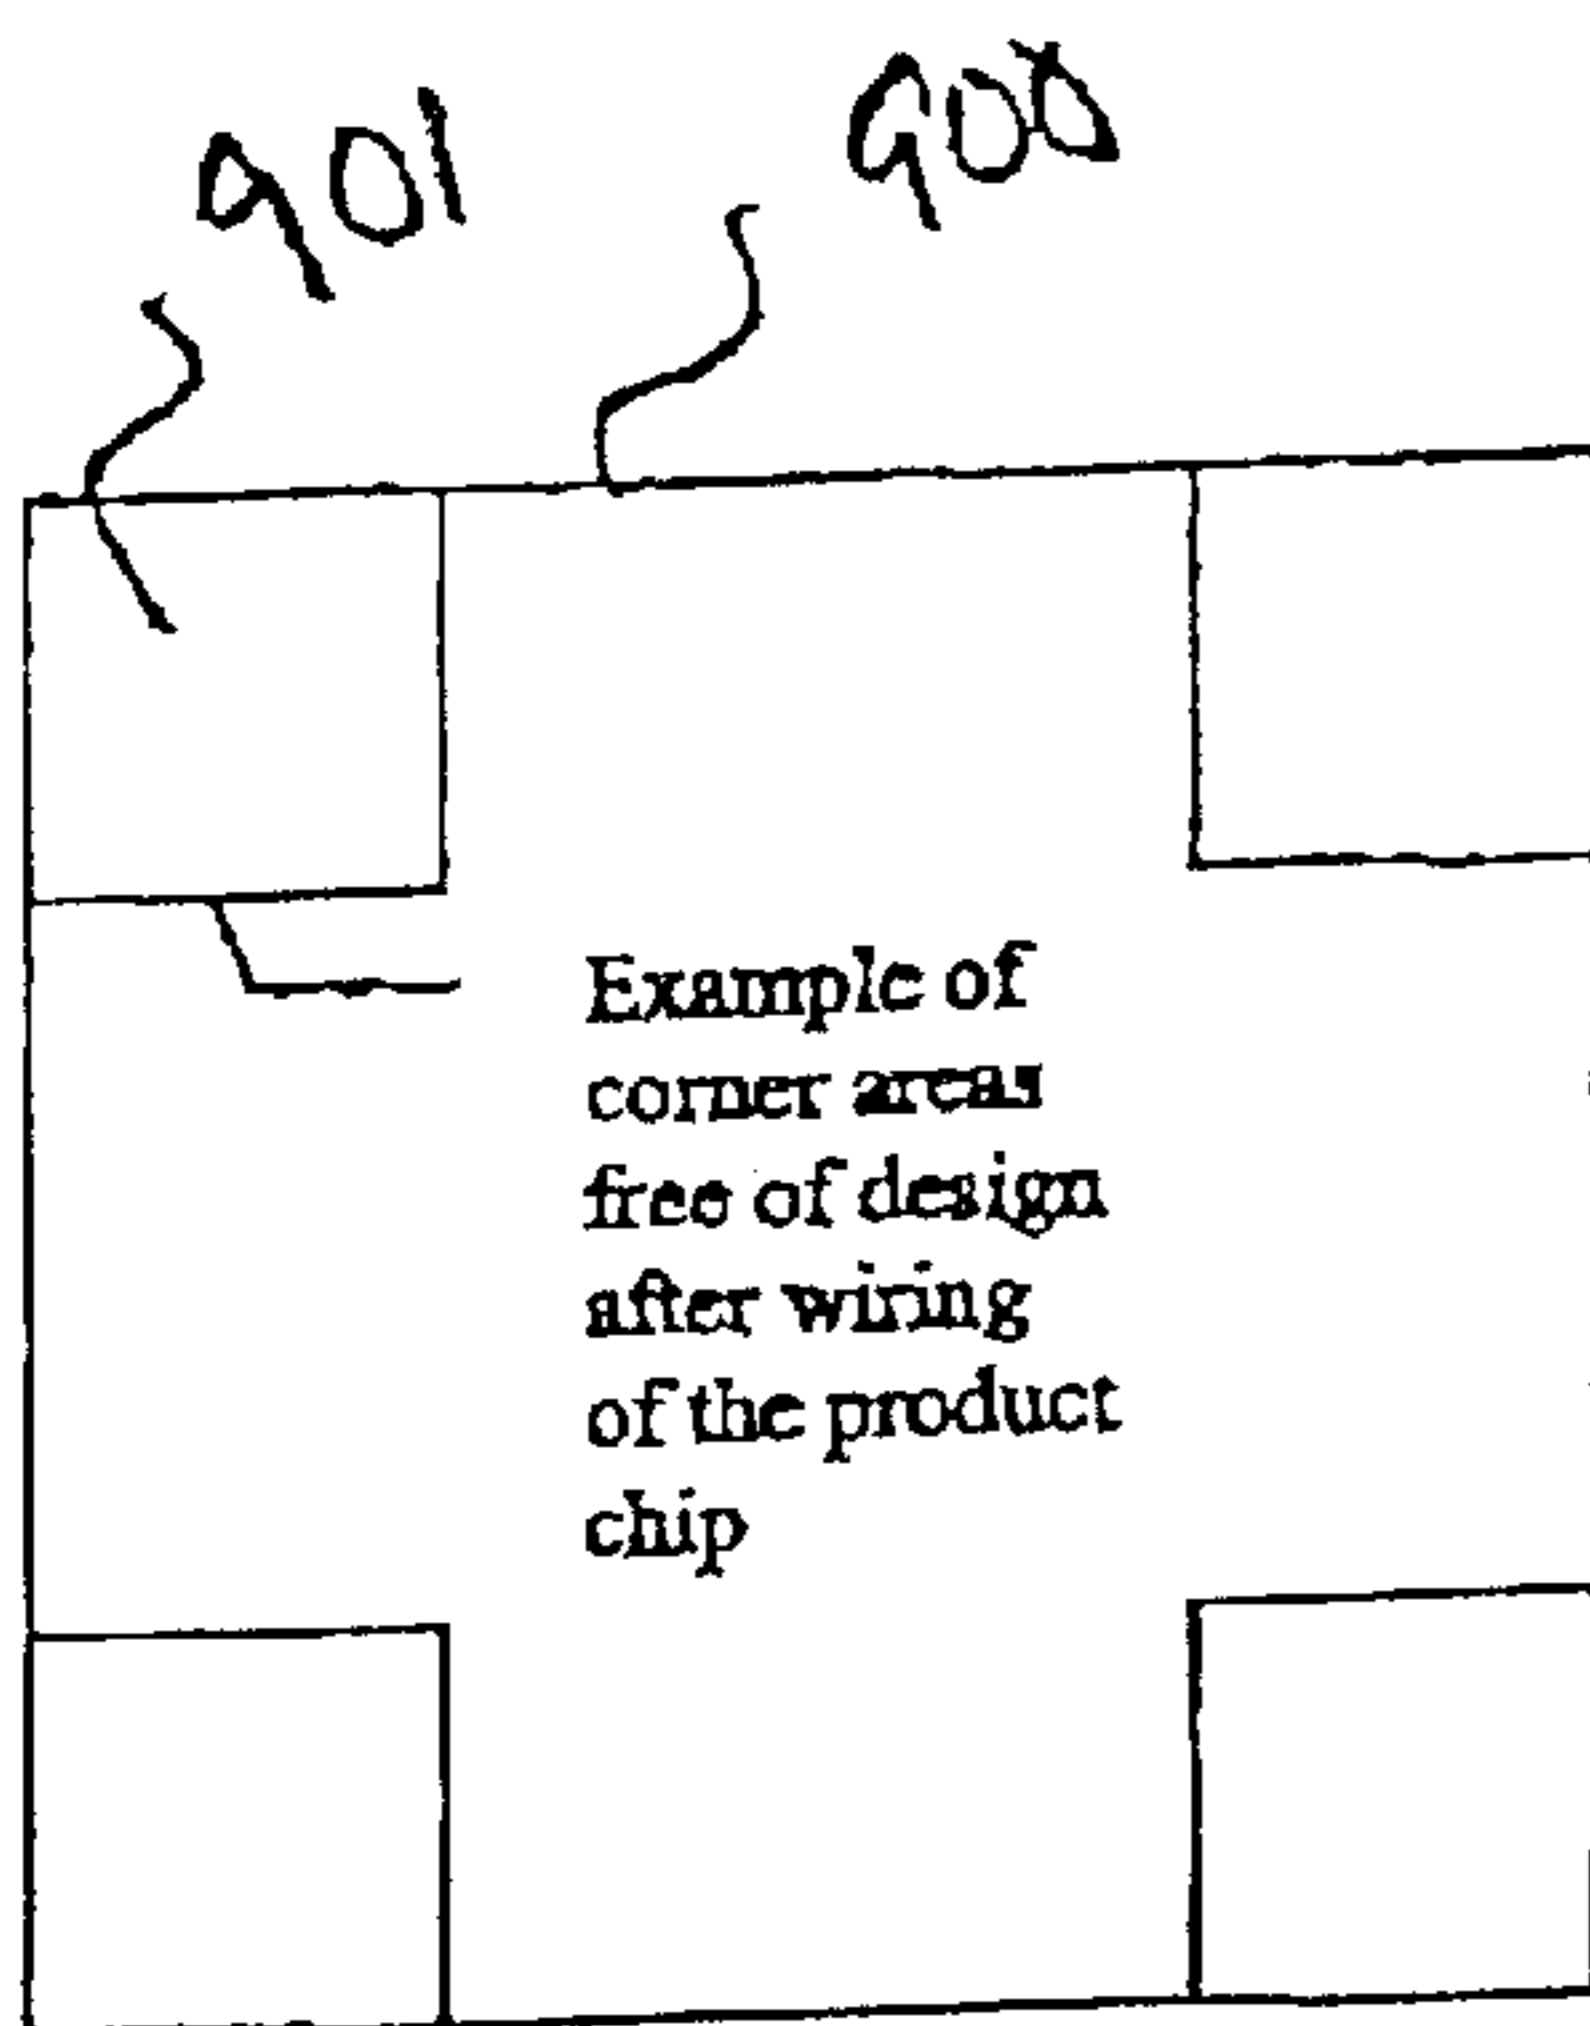 901 900
Example of
corner areas
free of design
after wiring
of the product
chip